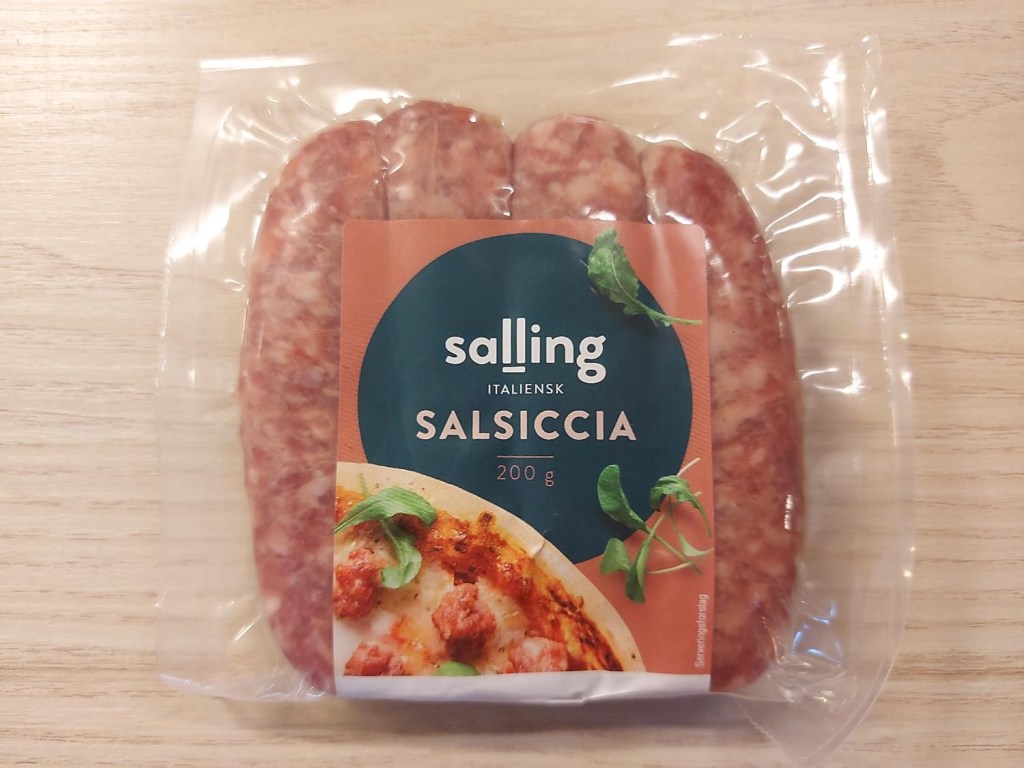 salling
ITALIENSK
SALSICCIA
200 g
Serveringsforslag